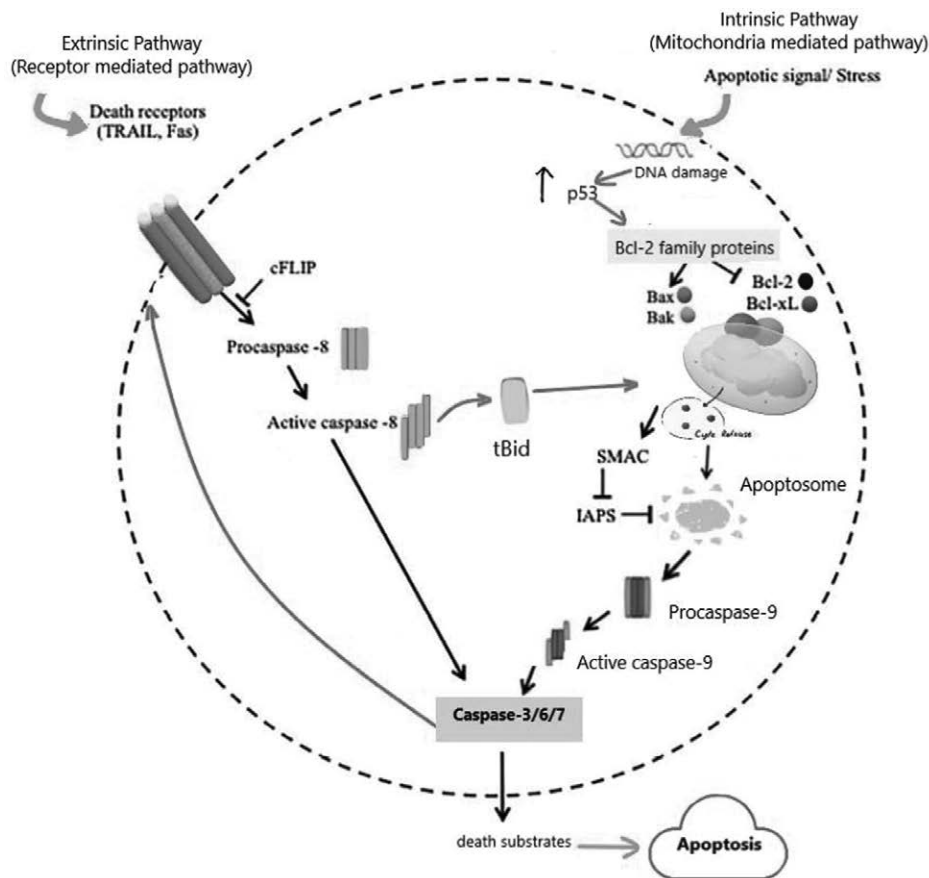 Extrinsic Pathway
(Receptor mediated pathway)
Death receptors
(TRAIL, Fas)
Intrinsic Pathway
(Mitochondria mediated pathway)
Apoptotic signal/ Stress
DNA damage
p53
Bcl-2 family proteins
Bcl-2
Bax
Bcl-xL
Bak
cFLIP
Procaspase -8
Active caspase -8
tBid
Cyto Release
SMAC
Apoptosome
IAPS
Procaspase-9
Active caspase-9
Caspase-3/6/7
death substrates
Apoptosis